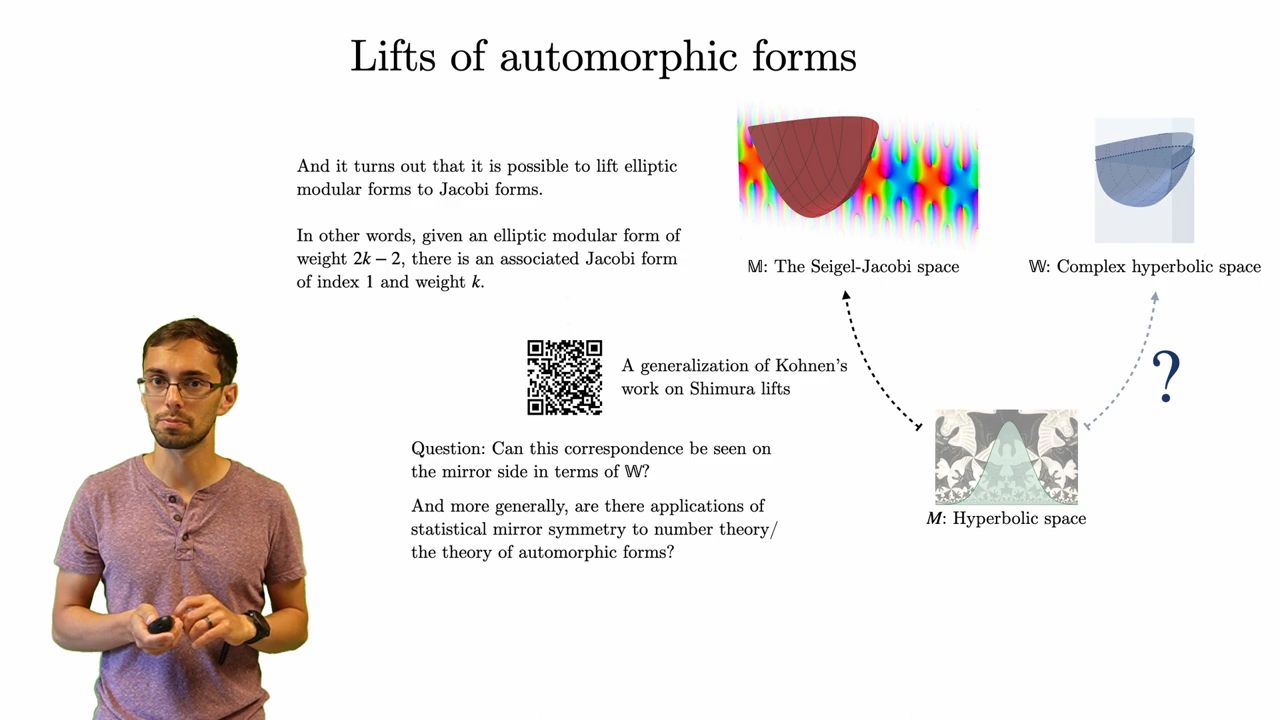 Lifts of automorphic forms
And it turns out that it is possible to lift elliptic
modular forms to Jacobi forms.
In other words, given an elliptic modular form of
weight 2k − 2, there is an associated Jacobi form
of index 1 and weight k.
𝕄: The Seigel-Jacobi space
𝕎: Complex hyperbolic space
A generalization of Kohnen's
work on Shimura lifts
?
Question: Can this correspondence be seen on
the mirror side in terms of 𝕎?
And more generally, are there applications of
statistical mirror symmetry to number theory/
the theory of automorphic forms?
M: Hyperbolic space